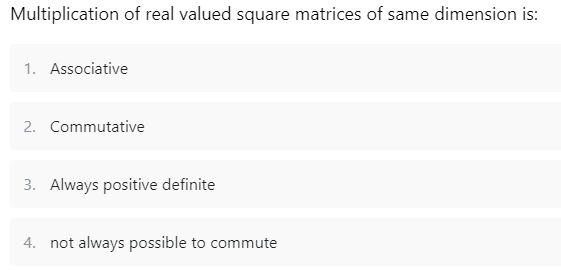 Multiplication of real valued square matrices of same dimension is:
1. Associative
2. Commutative
3. Always positive definite
4. not always possible to commute